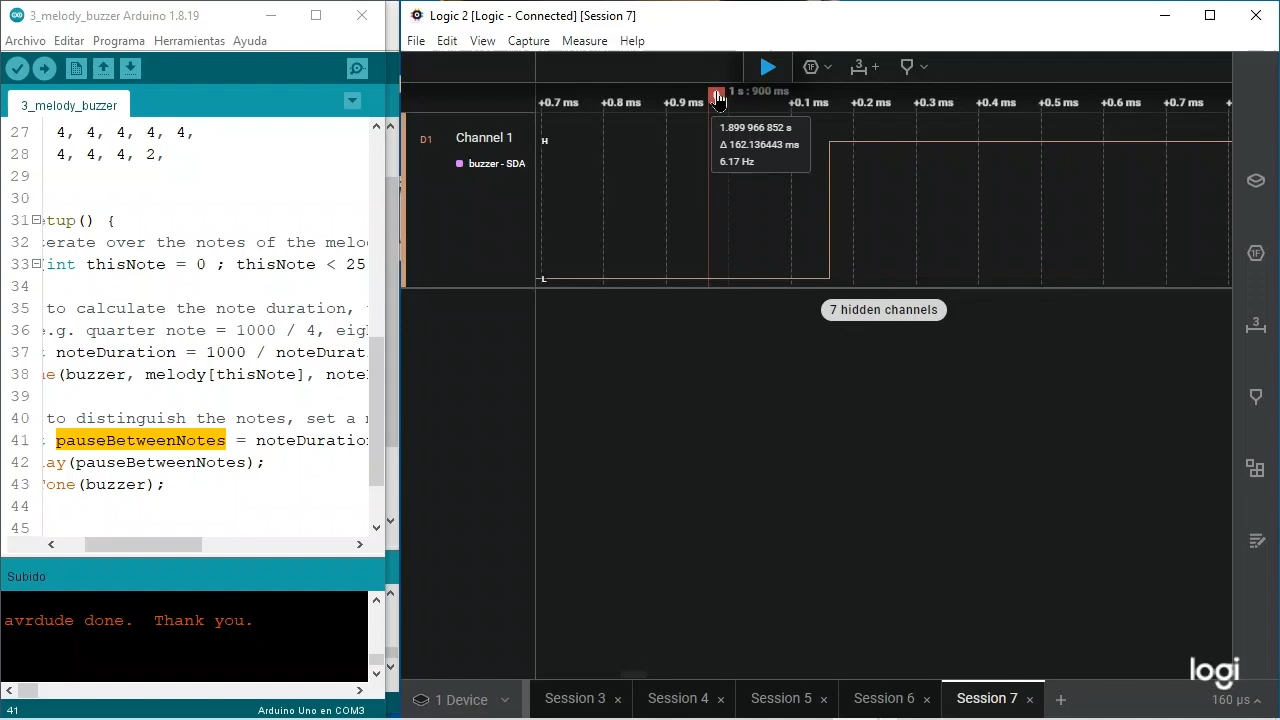 3_melody_buzzer Arduino 1.8.19
Archivo Editar Programa Herramientas Ayuda
3_melody_buzzer
27 4, 4, 4, 4, 4,
28 4, 4, 4, 2,
29
30
31 etup() {
32 terate over the notes of the melo
33 int thisNote = 0 ; thisNote < 25
34
35 to calculate the note duration,
36 e.g. quarter note = 1000 / 4, eig
37 noteDuration = 1000 / noteDurat
38 ne(buzzer, melody[thisNote], note
39
40 to distinguish the notes, set a
41 pauseBetweenNotes = noteDuration
42 lay(pauseBetweenNotes);
43 Tone(buzzer);
44
45
Subido
avrdude done. Thank you.
41 Arduino Uno en COM3
Logic 2 [Logic - Connected] [Session 7]
File Edit View Capture Measure Help
1 s : 900 ms
+0.7 ms +0.8 ms +0.9 ms +0.1 ms +0.2 ms +0.3 ms +0.4 ms +0.5 ms +0.6 ms +0.7 ms +
D1 Channel 1 H
buzzer - SDA
L
1.899 966 852 s
Δ 162.136443 ms
6.17 Hz
7 hidden channels
logi
1 Device Session 3 × Session 4 × Session 5 × Session 6 × Session 7 × + 160 µs